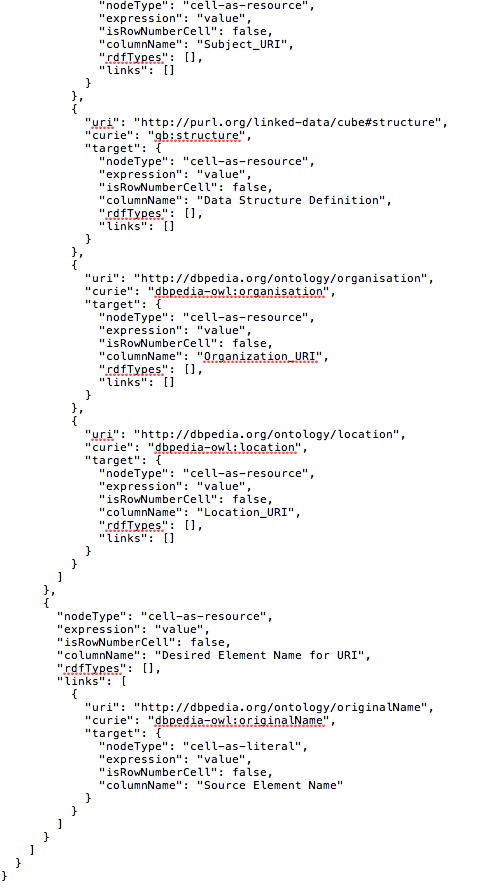 "nodeType": "cell-as-resource",
"expression": "value",
"isRowNumberCell": false,
"columnName": "Subject_URI",
"rdfTypes": [],
"links": []
}
},
{
"uri": "http://purl.org/linked-data/cube#structure",
"curie": "qb:structure",
"target": {
"nodeType": "cell-as-resource",
"expression": "value",
"isRowNumberCell": false,
"columnName": "Data Structure Definition",
"rdfTypes": [],
"links": []
}
},
{
"uri": "http://dbpedia.org/ontology/organisation",
"curie": "dbpedia-owl:organisation",
"target": {
"nodeType": "cell-as-resource",
"expression": "value",
"isRowNumberCell": false,
"columnName": "Organization_URI",
"rdfTypes": [],
"links": []
}
},
{
"uri": "http://dbpedia.org/ontology/location",
"curie": "dbpedia-owl:location",
"target": {
"nodeType": "cell-as-resource",
"expression": "value",
"isRowNumberCell": false,
"columnName": "Location_URI",
"rdfTypes": [],
"links": []
}
}
]
},
{
"nodeType": "cell-as-resource",
"expression": "value",
"isRowNumberCell": false,
"columnName": "Desired Element Name for URI",
"rdfTypes": [],
"links": [
{
"uri": "http://dbpedia.org/ontology/originalName",
"curie": "dbpedia-owl:originalName",
"target": {
"nodeType": "cell-as-literal",
"expression": "value",
"isRowNumberCell": false,
"columnName": "Source Element Name"
}
}
]
}
]
}
}